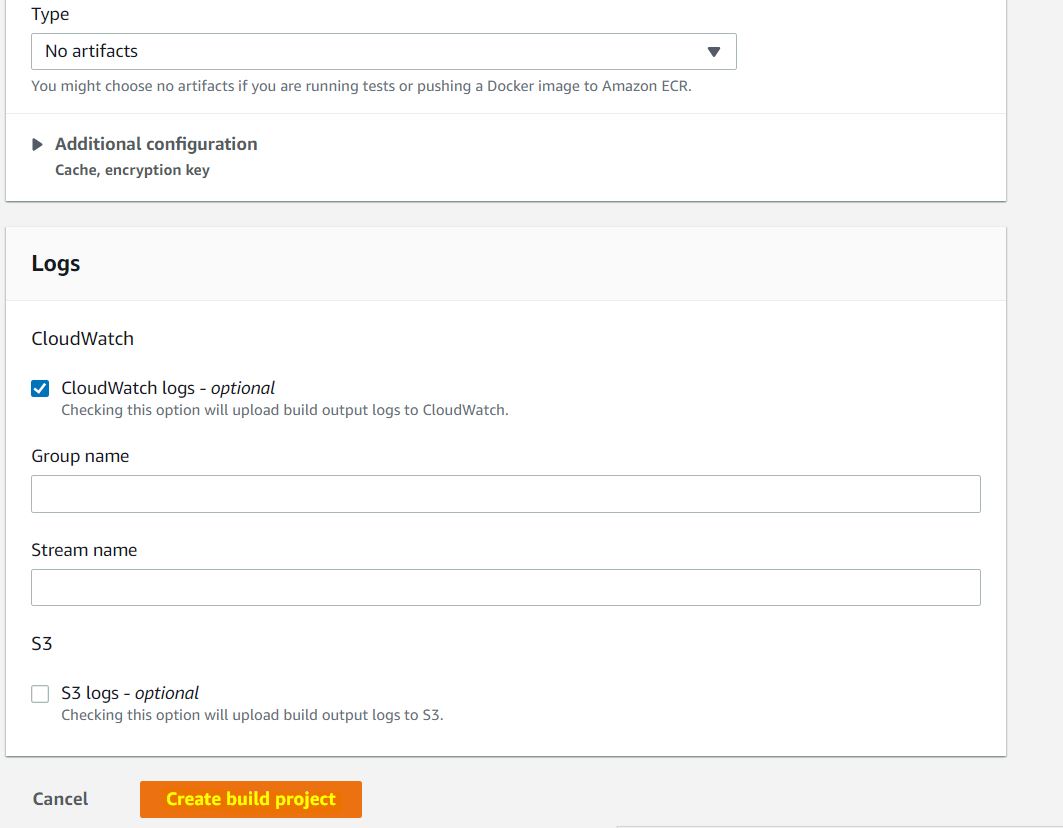 Type
No artifacts
You might choose no artifacts if you are running tests or pushing a Docker image to Amazon ECR.
Additional configuration
Cache, encryption key
Logs
CloudWatch
CloudWatch logs - optional
Checking this option will upload build output logs to CloudWatch.
Group name
Stream name
S3
S3 logs - optional
Checking this option will upload build output logs to S3.
Cancel Create build project